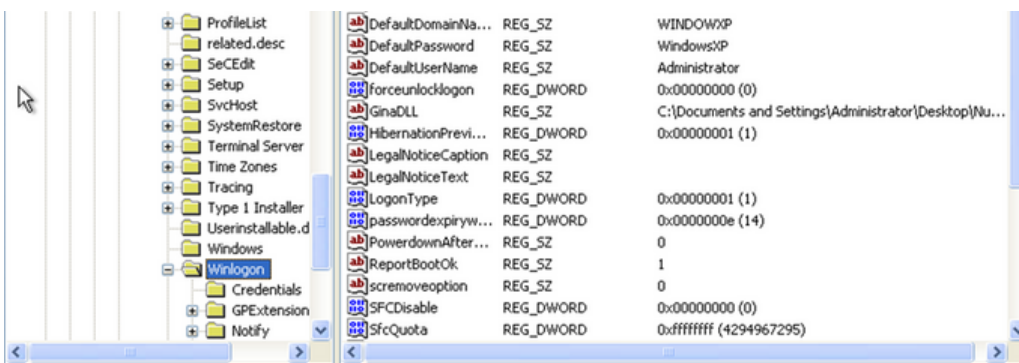 ProfileList
related.desc
SeCEdit
Setup
SvcHost
SystemRestore
Terminal Server
Time Zones
Tracing
Type 1 Installer
Userinstallable.d
Windows
Winlogon
Credentials
GPExtension
Notify
DefaultDomainNa... REG_SZ WINDOWXP
DefaultPassword REG_SZ WindowsXP
DefaultUserName REG_SZ Administrator
forceunlocklogon REG_DWORD 0x00000000 (0)
GinaDLL REG_SZ C:\Documents and Settings\Administrator\Desktop\Nu...
HibernationPrevi... REG_DWORD 0x00000001 (1)
LegalNoticeCaption REG_SZ
LegalNoticeText REG_SZ
LogonType REG_DWORD 0x00000001 (1)
passwordexpiryw... REG_DWORD 0x0000000e (14)
PowerdownAfter... REG_SZ 0
ReportBootOk REG_SZ 1
scremoveoption REG_SZ 0
SFCDisable REG_DWORD 0x00000000 (0)
SfcQuota REG_DWORD 0xffffffff (4294967295)